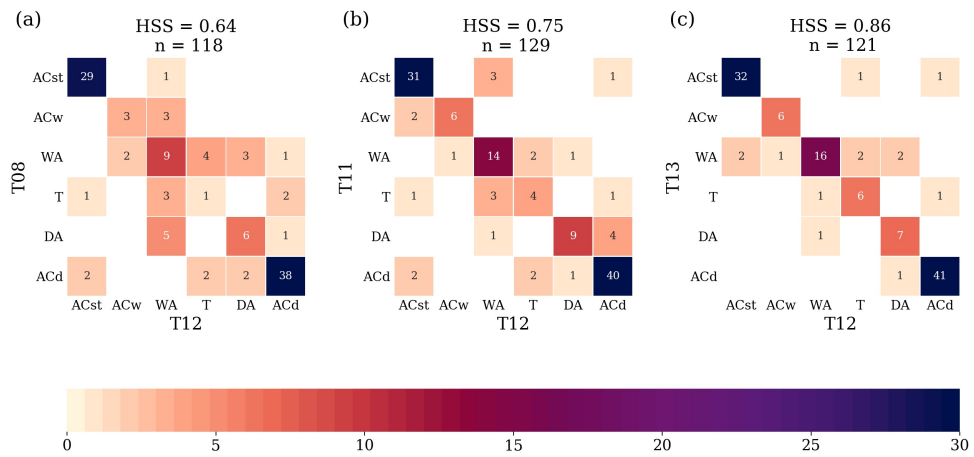 (a)
HSS = 0.64
n = 118
ACst 29 1
ACw 3 3
WA 2 9 4 3 1
T 1 3 1 2
DA 5 6 1
ACd 2 2 2 38
ACst ACw WA T DA ACd
T12
T08
(b)
HSS = 0.75
n = 129
ACst 31 3 1
ACw 2 6
WA 1 14 2 1
T 1 3 4 1
DA 1 9 4
ACd 2 2 1 40
ACst ACw WA T DA ACd
T12
T11
(c)
HSS = 0.86
n = 121
ACst 32 1 1
ACw 6
WA 2 1 16 2 2
T 1 6 1
DA 1 7
ACd 1 41
ACst ACw WA T DA ACd
T12
T13
0 5 10 15 20 25 30